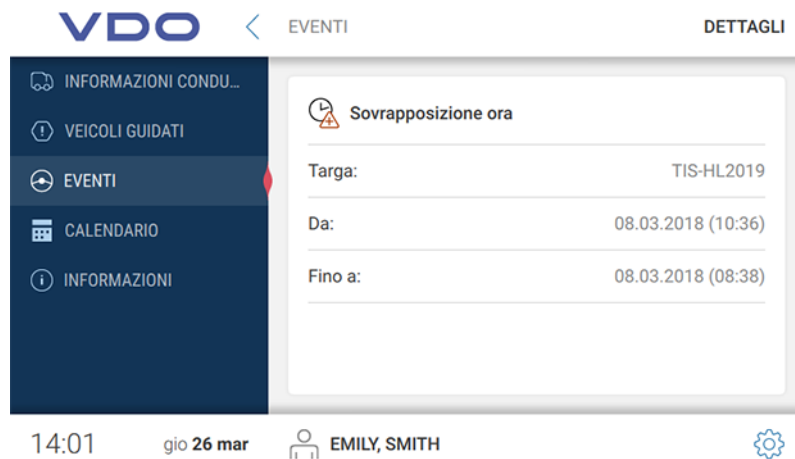 VDO
EVENTI
DETTAGLI
INFORMAZIONI CONDU...
VEICOLI GUIDATI
EVENTI
CALENDARIO
INFORMAZIONI
Sovrapposizione ora
Targa: TIS-HL2019
Da: 08.03.2018 (10:36)
Fino a: 08.03.2018 (08:38)
14:01 gio 26 mar EMILY, SMITH